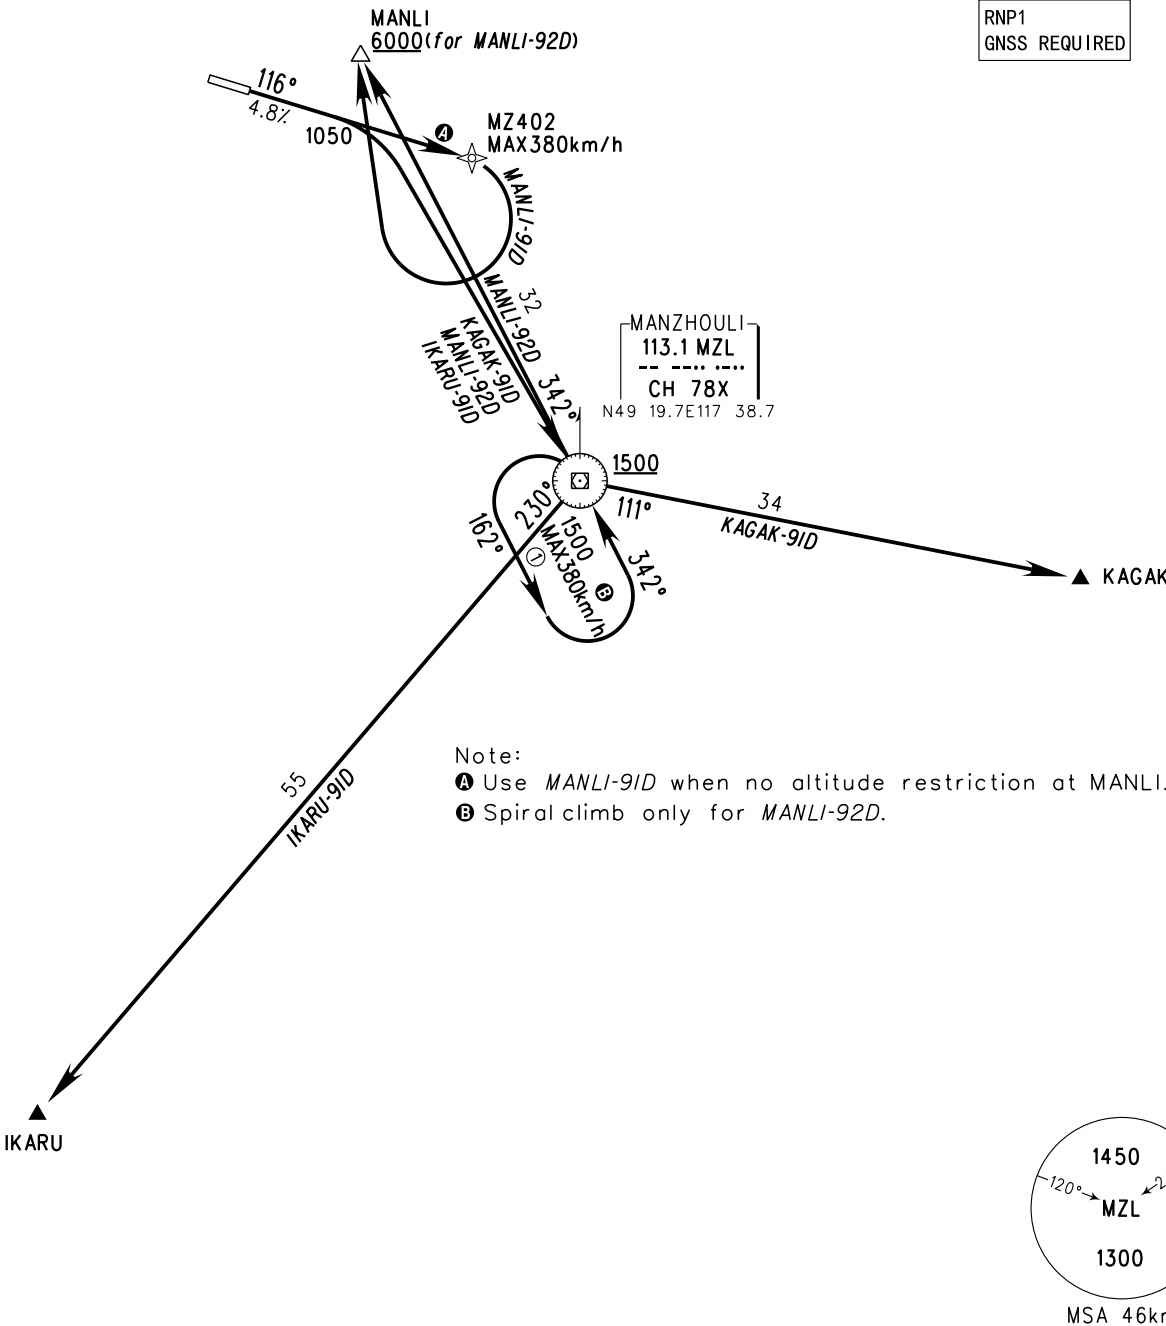 MANLI
6000(for MANLI-92D)
RNP1
GNSS REQUIRED
116°
4.8%
1050
A
MZ402
MAX380km/h
MANLI-91D
32
MANLI-92D
KAGAK-91D
MANLI-92D
IKARU-91D
342°
MANZHOULI
113.1 MZL
CH 78X
N49 19.7E117 38.7
1500
111°
34
KAGAK-91D
KAGAK
230°
162°
1500
MAX380km/h
1
B
342°
Note:
A Use MANLI-91D when no altitude restriction at MANLI.
B Spiral climb only for MANLI-92D.
55
IKARU-91D
IKARU
1450
120°
MZL
1300
MSA 46km